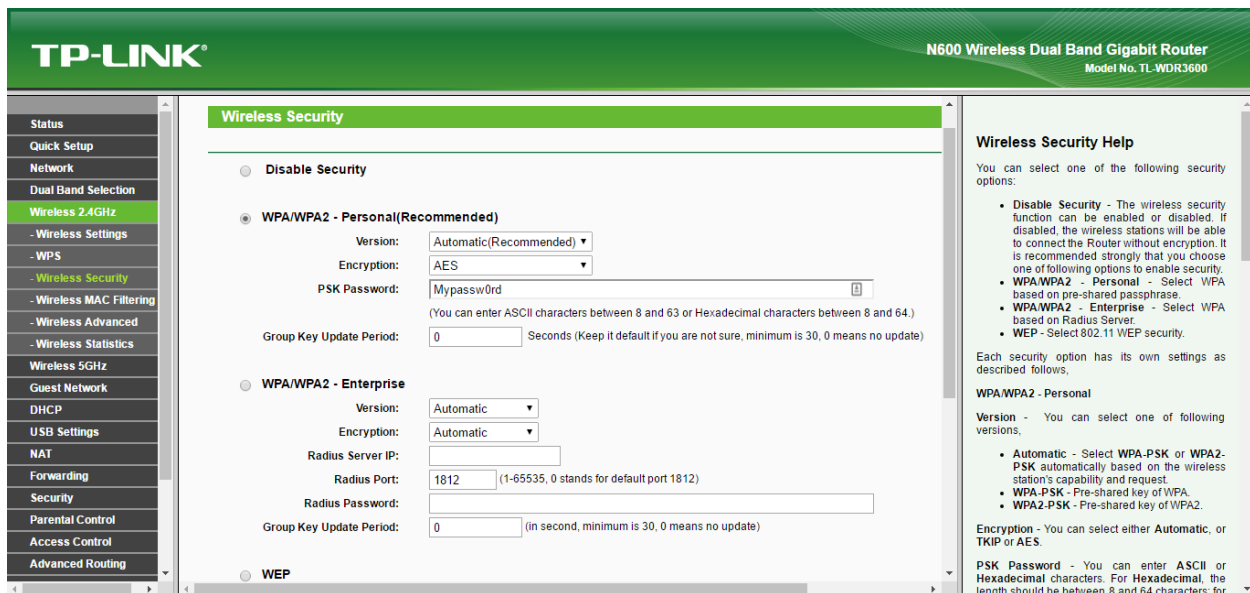 TP-LINK®
N600 Wireless Dual Band Gigabit Router
Model No. TL-WDR3600
Status
Quick Setup
Network
Dual Band Selection
Wireless 2.4GHz
- Wireless Settings
- WPS
- Wireless Security
- Wireless MAC Filtering
- Wireless Advanced
- Wireless Statistics
Wireless 5GHz
Guest Network
DHCP
USB Settings
NAT
Forwarding
Security
Parental Control
Access Control
Advanced Routing
Wireless Security
Disable Security
WPA/WPA2 - Personal(Recommended)
Version: Automatic(Recommended)
Encryption: AES
PSK Password: Mypassw0rd
(You can enter ASCII characters between 8 and 63 or Hexadecimal characters between 8 and 64.)
Group Key Update Period: 0 Seconds (Keep it default if you are not sure, minimum is 30, 0 means no update)
WPA/WPA2 - Enterprise
Version: Automatic
Encryption: Automatic
Radius Server IP:
Radius Port: 1812 (1-65535, 0 stands for default port 1812)
Radius Password:
Group Key Update Period: 0 (in second, minimum is 30, 0 means no update)
WEP
Wireless Security Help
You can select one of the following security
options:
• Disable Security - The wireless security
function can be enabled or disabled. If
disabled, the wireless stations will be able
to connect the Router without encryption. It
is recommended strongly that you choose
one of following options to enable security.
• WPA/WPA2 - Personal - Select WPA
based on pre-shared passphrase.
• WPA/WPA2 - Enterprise - Select WPA
based on Radius Server.
• WEP - Select 802.11 WEP security.
Each security option has its own settings as
described follows,
WPA/WPA2 - Personal
Version - You can select one of following
versions,
• Automatic - Select WPA-PSK or WPA2-
PSK automatically based on the wireless
station's capability and request.
• WPA-PSK - Pre-shared key of WPA.
• WPA2-PSK - Pre-shared key of WPA2.
Encryption - You can select either Automatic, or
TKIP or AES.
PSK Password - You can enter ASCII or
Hexadecimal characters. For Hexadecimal, the
length should be between 8 and 64 characters; for